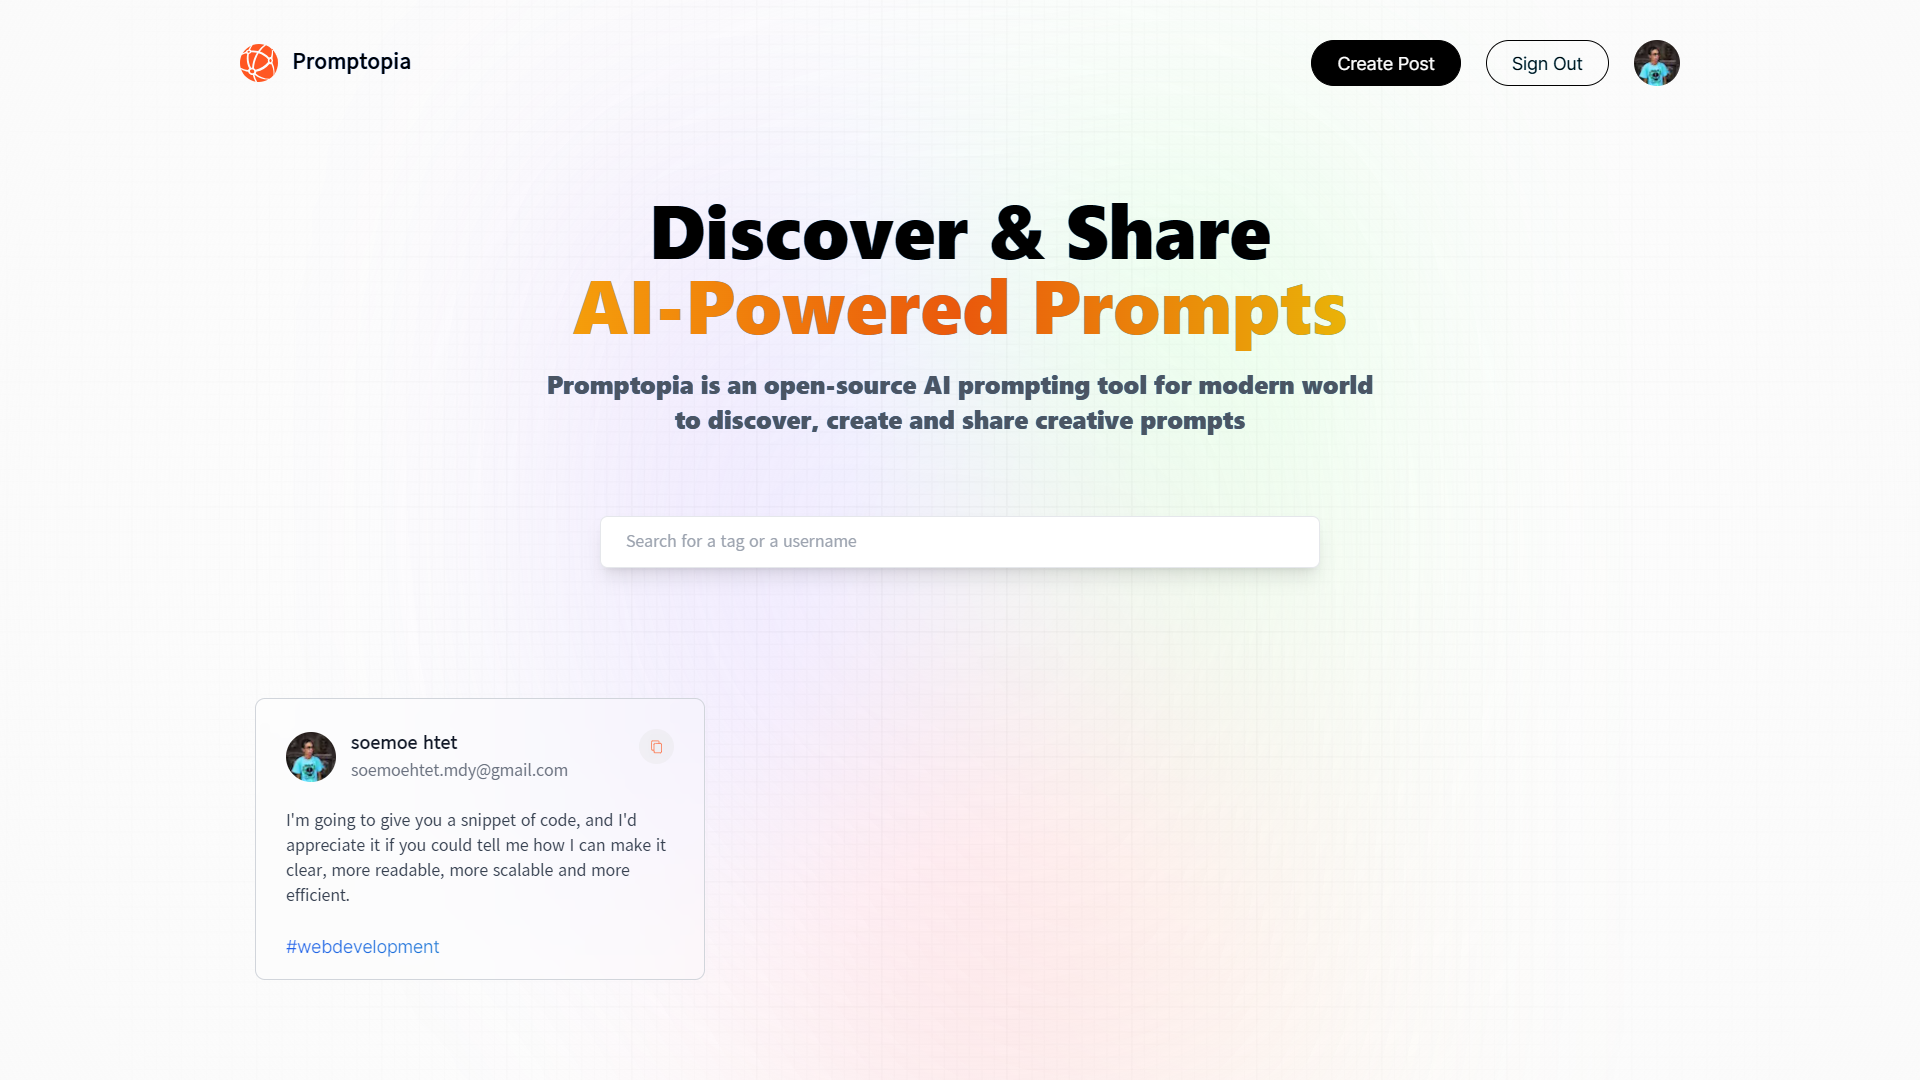 Promptopia
Create Post
Sign Out
Discover & Share
AI-Powered Prompts
Promptopia is an open-source AI prompting tool for modern world
to discover, create and share creative prompts
Search for a tag or a username
soemoe htet
soemoehtet.mdy@gmail.com
I'm going to give you a snippet of code, and I'd
appreciate it if you could tell me how I can make it
clear, more readable, more scalable and more
efficient.
#webdevelopment